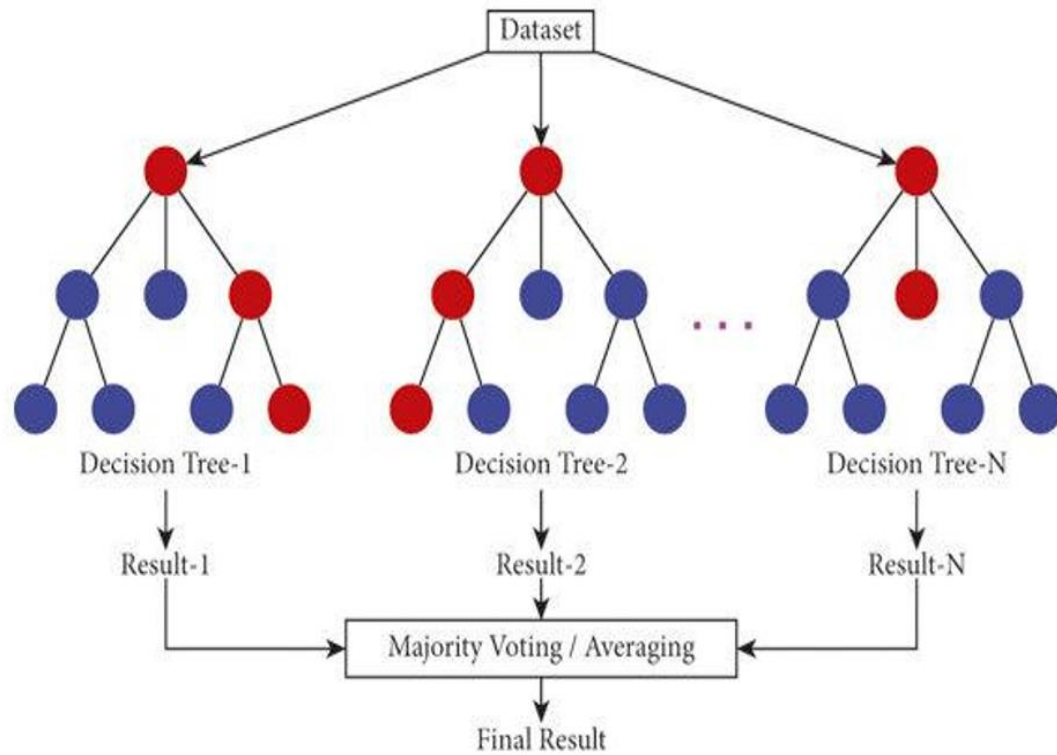 Dataset
. . .
Decision Tree-1
Decision Tree-2
Decision Tree-N
Result-1
Result-2
Result-N
Majority Voting / Averaging
Final Result